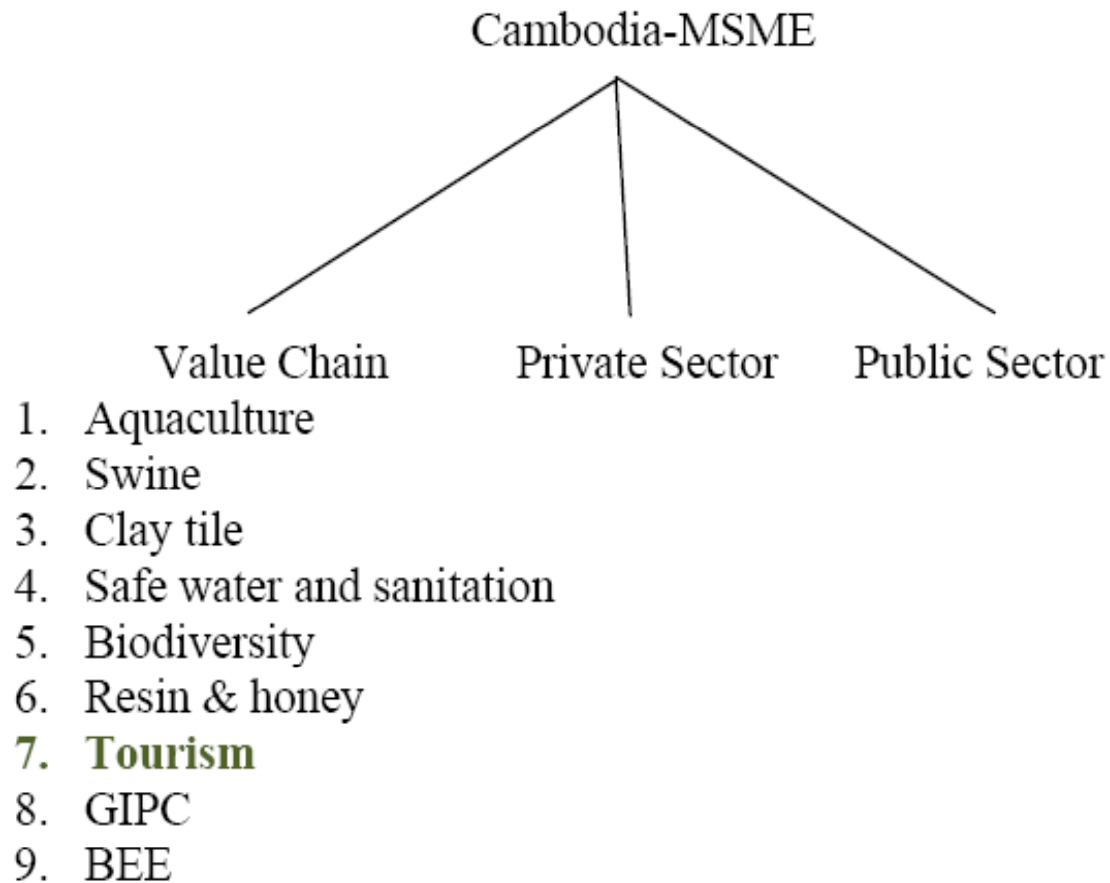 Cambodia-MSME
Value Chain Private Sector Public Sector
1. Aquaculture
2. Swine
3. Clay tile
4. Safe water and sanitation
5. Biodiversity
6. Resin & honey
7. Tourism
8. GIPC
9. BEE